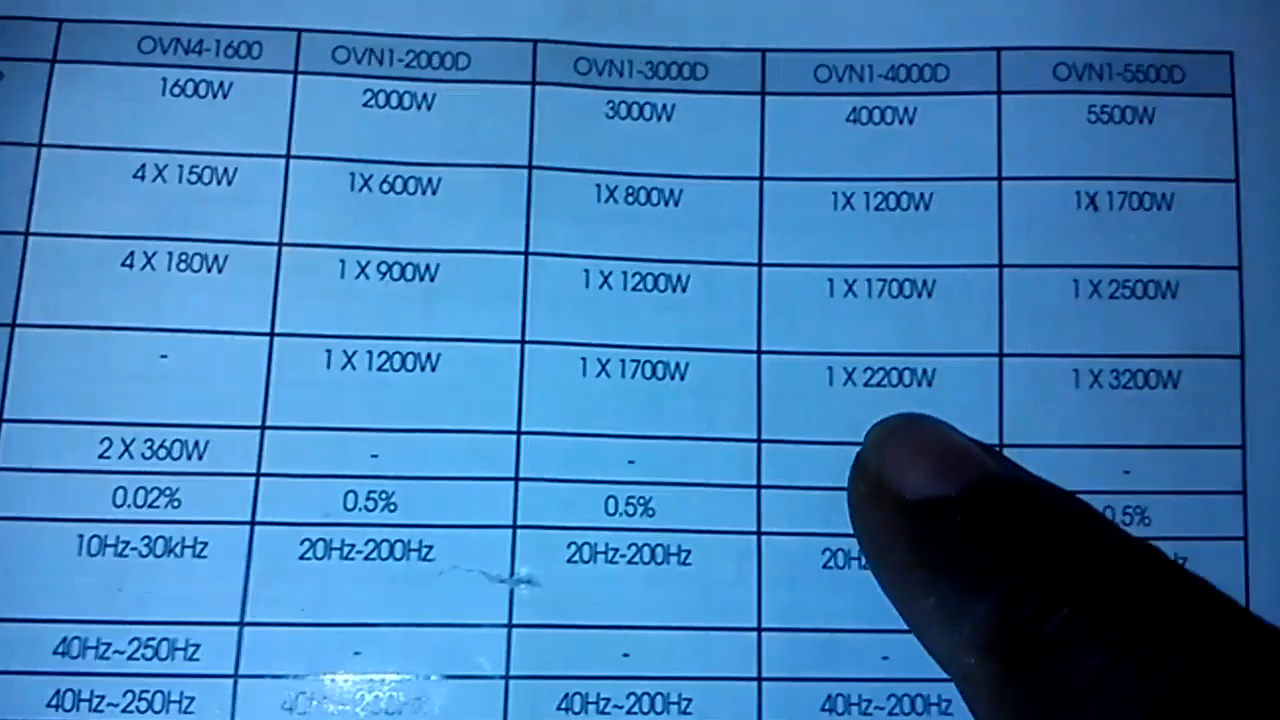 OVN4-1600 OVN1-2000D OVN1-3000D OVN1-4000D OVN1-5500D
1600W 2000W 3000W 4000W 5500W
4 X 150W 1X 600W 1X 800W 1X 1200W 1X 1700W
4 X 180W 1 X 900W 1 X 1200W 1 X 1700W 1 X 2500W
- 1 X 1200W 1 X 1700W 1 X 2200W 1 X 3200W
2 X 360W - - -
0.02% 0.5% 0.5% 0.5%
10Hz-30kHz 20Hz-200Hz 20Hz-200Hz
40Hz~250Hz - - -
40Hz~250Hz 40Hz~200Hz 40Hz~200Hz